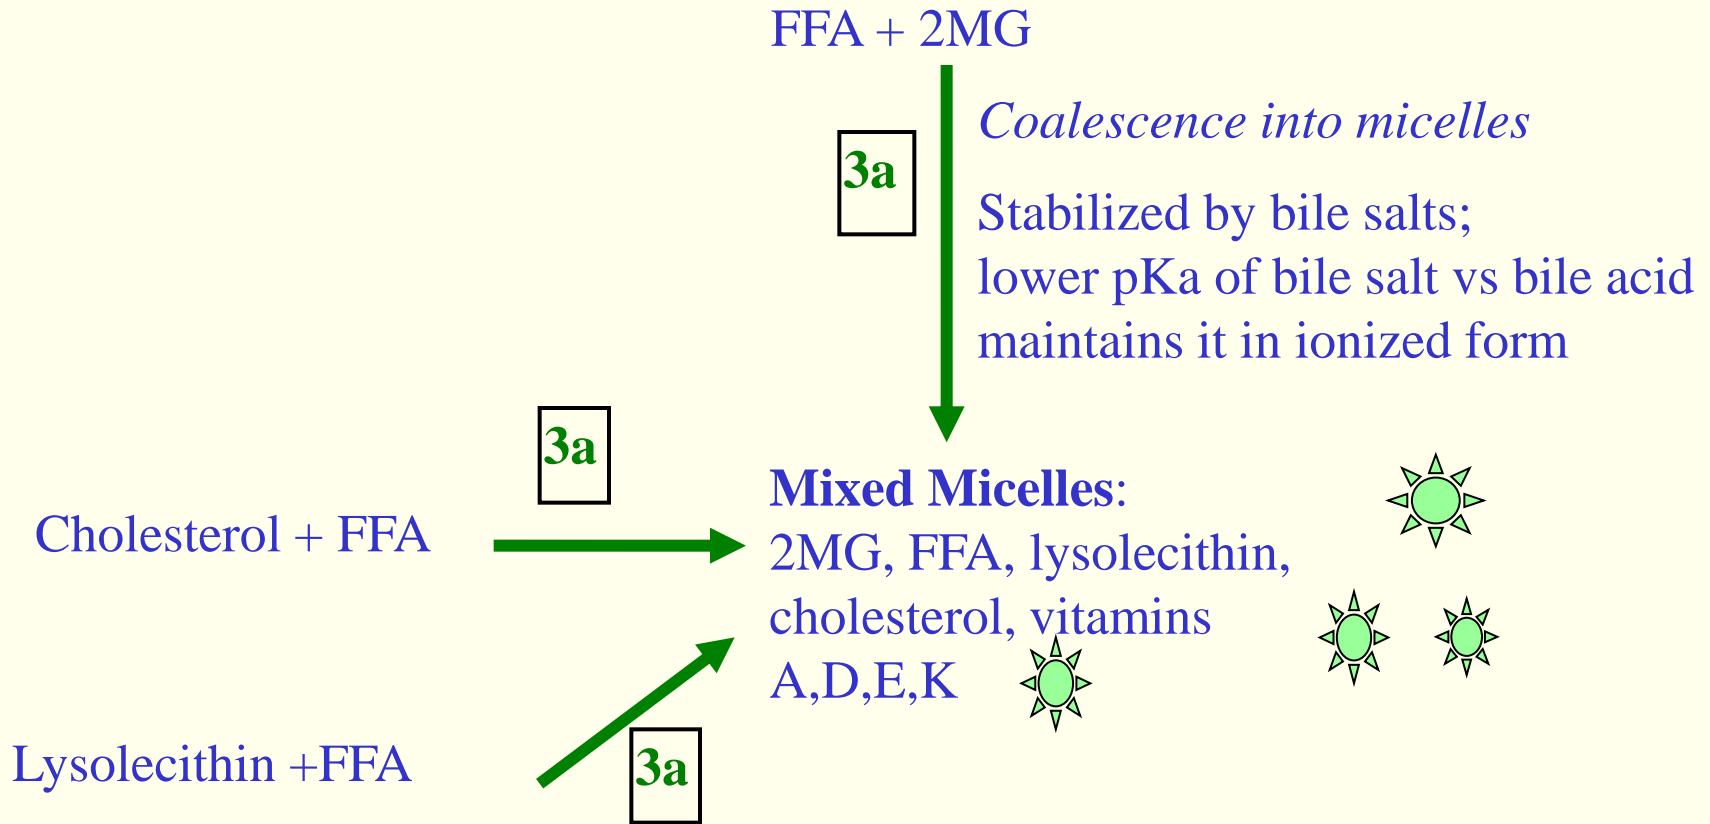 FFA + 2MG
Coalescence into micelles
3a
Stabilized by bile salts;
lower pKa of bile salt vs bile acid
maintains it in ionized form
3a
Cholesterol + FFA
Mixed Micelles:
2MG, FFA, lysolecithin,
cholesterol, vitamins
A,D,E,K
Lysolecithin +FFA
3a